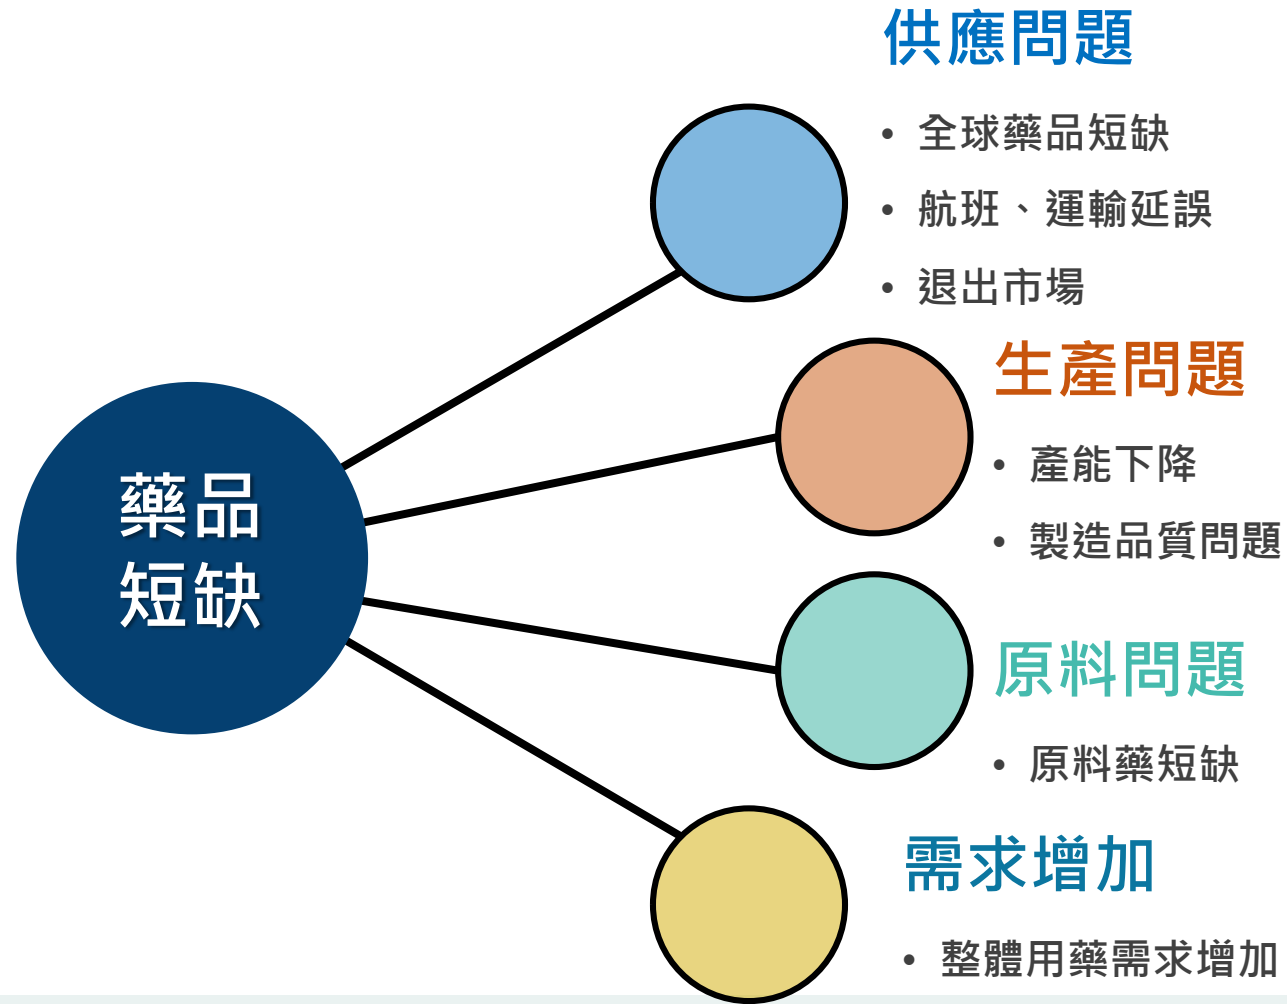 供應問題
• 全球藥品短缺
• 航班、運輸延誤
• 退出市場
生產問題
• 產能下降
• 製造品質問題
藥品
短缺
原料問題
• 原料藥短缺
需求增加
• 整體用藥需求增加